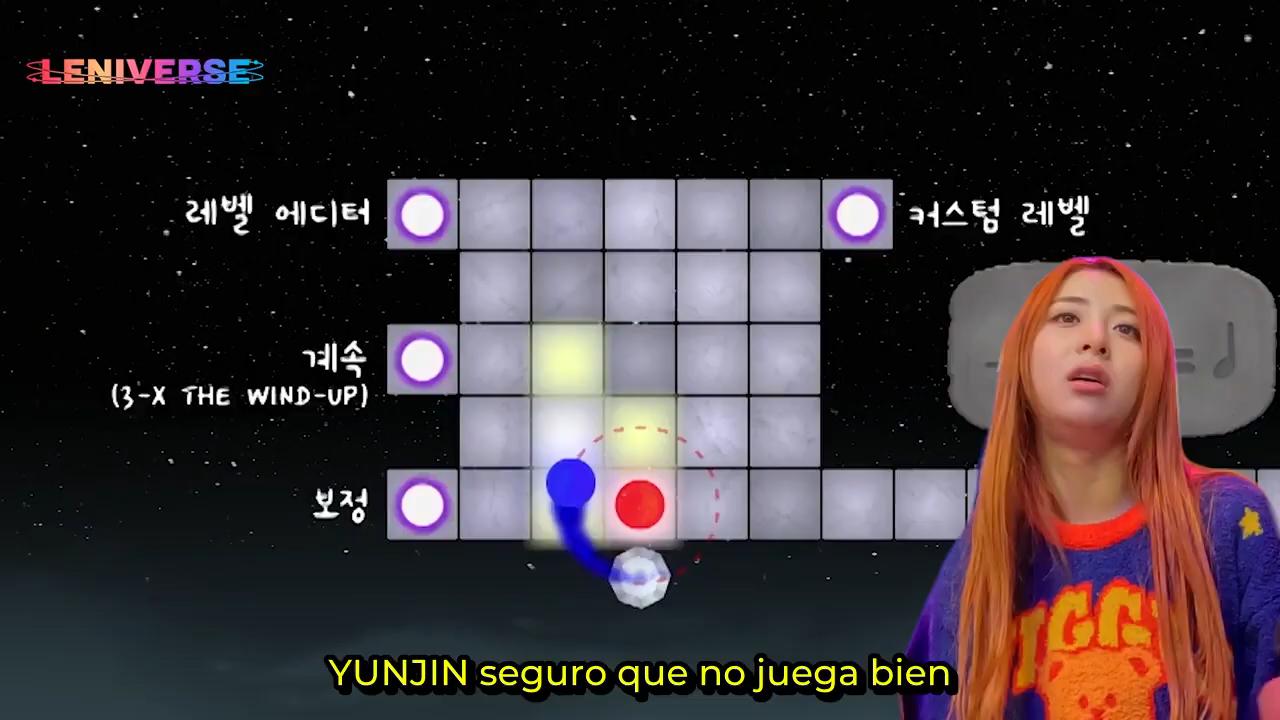 LENIVERSE
레벨 에디터
커스텀 레벨
계속
(3-X THE WIND-UP)
보정
YUNJIN seguro que no juega bien